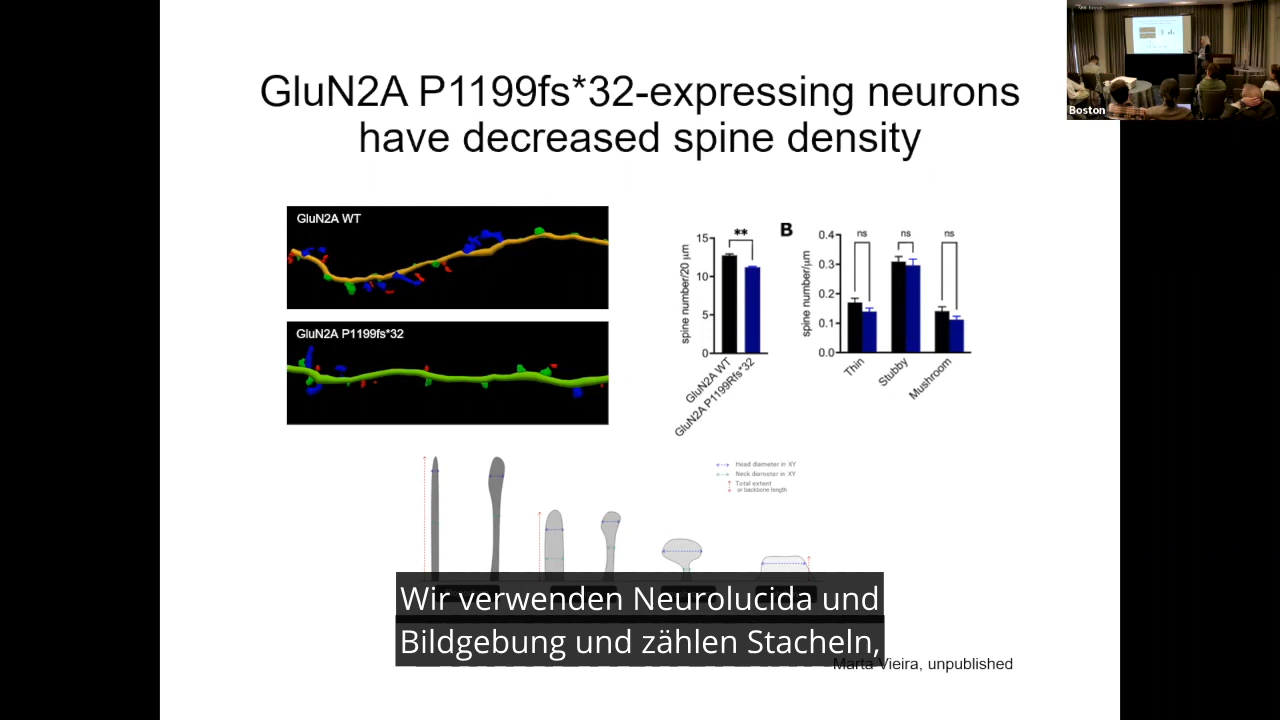 Boston
GluN2A P1199fs*32-expressing neurons
have decreased spine density
GluN2A WT
GluN2A P1199fs*32
spine number/20 μm
15
10
5
0
**
GluN2A WT
GluN2A P1199Rfs*32
B
spine number/μm
0.4
0.3
0.2
0.1
0.0
ns
ns
ns
Thin
Stubby
Mushroom
Head diameter in XY
Neck diameter in XY
Total extent
or backbone length
Wir verwenden Neurolucida und
Bildgebung und zählen Stacheln,
Marta Vieira, unpublished